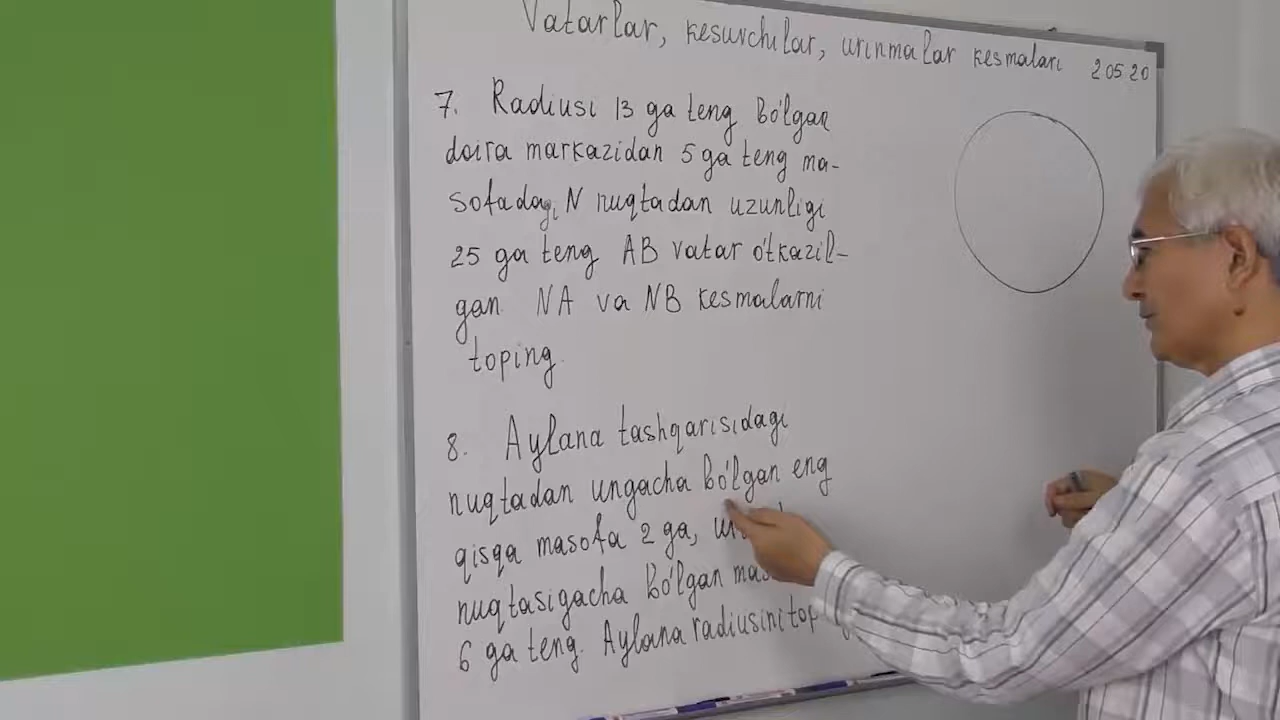 Vatarlar, kesuvchilar, urinmalar kesmalari
2.05.20
7. Radiusi 13 ga teng bo'lgan
doira markazidan 5 ga teng ma-
sofadagi N nuqtadan uzunligi
25 ga teng AB vatar o'tkazil-
gan. NA va NB kesmalarni
toping.
8. Aylana tashqarisidagi
nuqtadan ungacha bo'lgan eng
qisqa masofa 2 ga,
nuqtasigacha bo'lgan
6 ga teng. Aylana radiusini